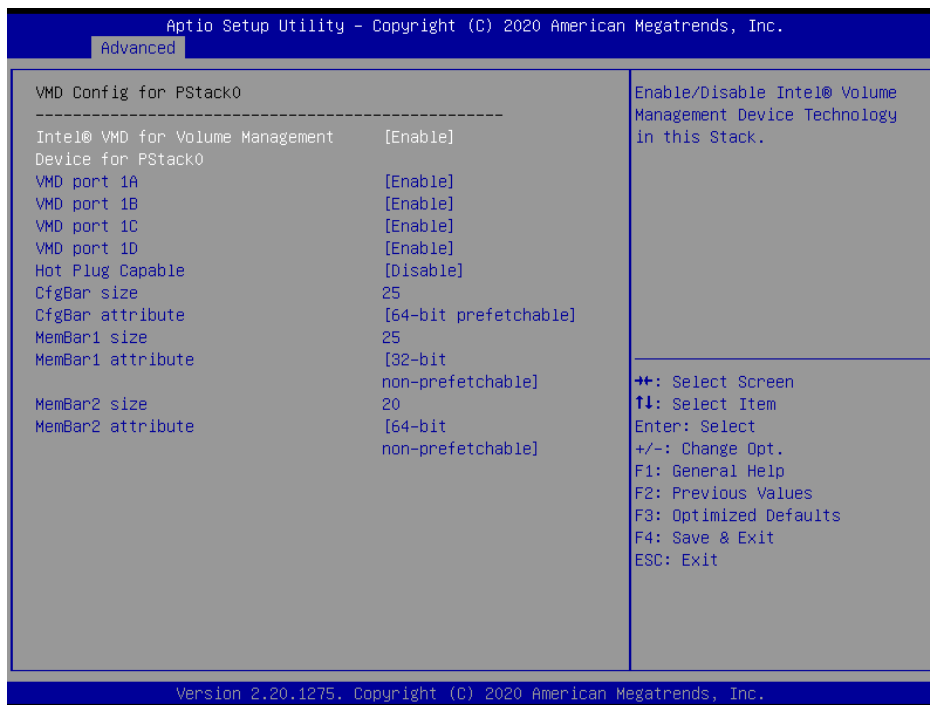 Aptio Setup Utility – Copyright (C) 2020 American Megatrends, Inc.
Advanced
VMD Config for PStack0
--------------------------------------------------
Intel® VMD for Volume Management [Enable]
Device for PStack0
VMD port 1A [Enable]
VMD port 1B [Enable]
VMD port 1C [Enable]
VMD port 1D [Enable]
Hot Plug Capable [Disable]
CfgBar size 25
CfgBar attribute [64-bit prefetchable]
MemBar1 size 25
MemBar1 attribute [32-bit
non-prefetchable]
MemBar2 size 20
MemBar2 attribute [64-bit
non-prefetchable]
Enable/Disable Intel® Volume
Management Device Technology
in this Stack.
→←: Select Screen
↑↓: Select Item
Enter: Select
+/-: Change Opt.
F1: General Help
F2: Previous Values
F3: Optimized Defaults
F4: Save & Exit
ESC: Exit
Version 2.20.1275. Copyright (C) 2020 American Megatrends, Inc.